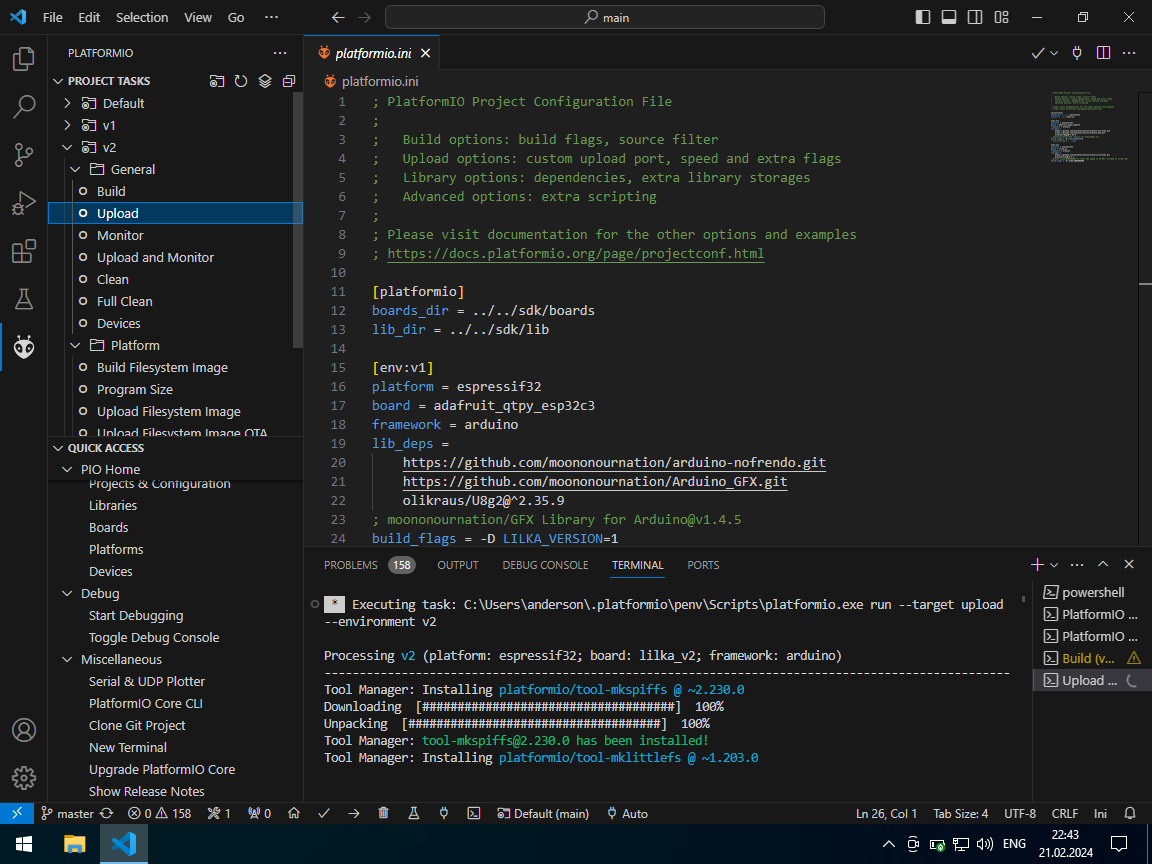 File Edit Selection View Go ···
main
PLATFORMIO ···
PROJECT TASKS
Default
v1
v2
General
Build
Upload
Monitor
Upload and Monitor
Clean
Full Clean
Devices
Platform
Build Filesystem Image
Program Size
Upload Filesystem Image
Upload Filesystem Image OTA
QUICK ACCESS
PIO Home
Projects & Configuration
Libraries
Boards
Platforms
Devices
Debug
Start Debugging
Toggle Debug Console
Miscellaneous
Serial & UDP Plotter
PlatformIO Core CLI
Clone Git Project
New Terminal
Upgrade PlatformIO Core
Show Release Notes
platformio.ini
platformio.ini
1 ; PlatformIO Project Configuration File
2 ;
3 ;   Build options: build flags, source filter
4 ;   Upload options: custom upload port, speed and extra flags
5 ;   Library options: dependencies, extra library storages
6 ;   Advanced options: extra scripting
7 ;
8 ; Please visit documentation for the other options and examples
9 ; https://docs.platformio.org/page/projectconf.html
10
11 [platformio]
12 boards_dir = ../../sdk/boards
13 lib_dir = ../../sdk/lib
14
15 [env:v1]
16 platform = espressif32
17 board = adafruit_qtpy_esp32c3
18 framework = arduino
19 lib_deps =
20     https://github.com/moononournation/arduino-nofrendo.git
21     https://github.com/moononournation/Arduino_GFX.git
22     olikraus/U8g2@^2.35.9
23 ; moononournation/GFX Library for Arduino@v1.4.5
24 build_flags = -D LILKA_VERSION=1
PROBLEMS 158 OUTPUT DEBUG CONSOLE TERMINAL PORTS
* Executing task: C:\Users\anderson\.platformio\penv\Scripts\platformio.exe run --target upload
--environment v2
Processing v2 (platform: espressif32; board: lilka_v2; framework: arduino)
----------------------------------------------------------------------------------------------------
Tool Manager: Installing platformio/tool-mkspiffs @ ~2.230.0
Downloading  [####################################]  100%
Unpacking  [####################################]  100%
Tool Manager: tool-mkspiffs@2.230.0 has been installed!
Tool Manager: Installing platformio/tool-mklittlefs @ ~1.203.0
powershell
PlatformIO ...
PlatformIO ...
Build (v...
Upload ...
master 0 158 1 0 Default (main) Auto Ln 26, Col 1 Tab Size: 4 UTF-8 CRLF Ini
ENG
22:43
21.02.2024